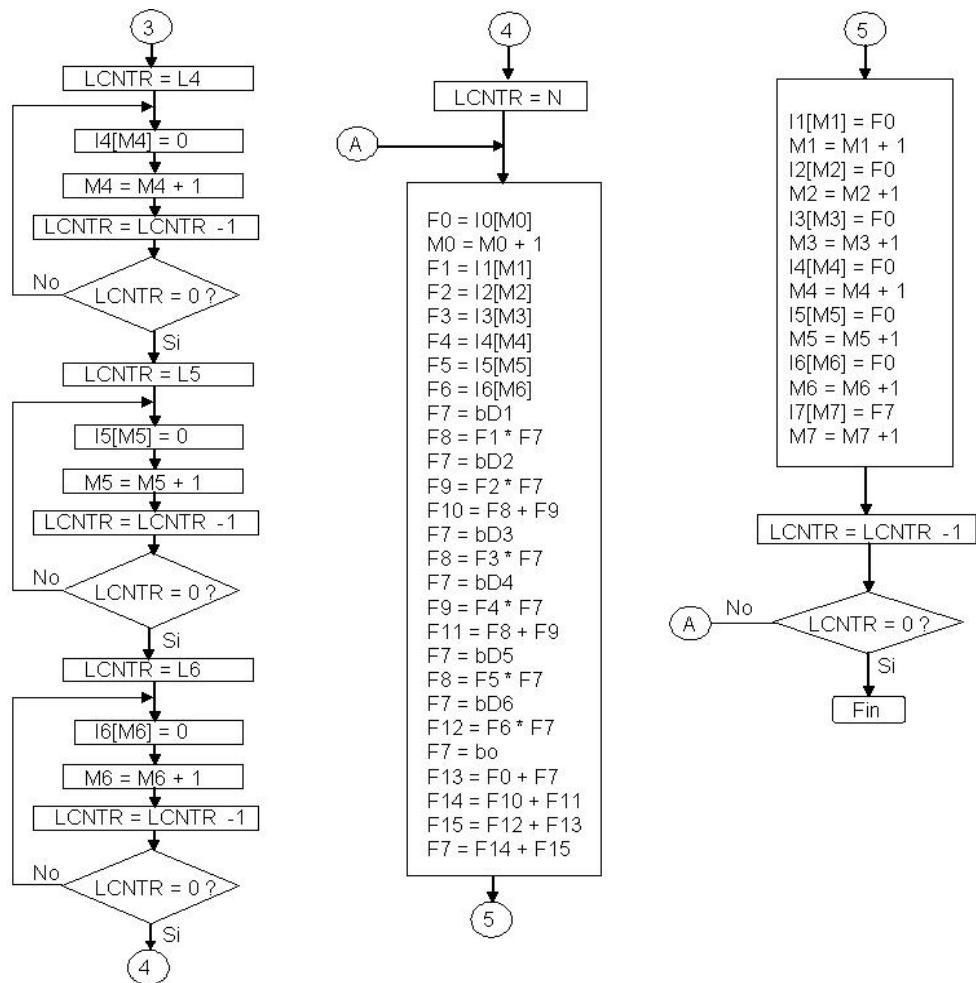 3
LCNTR = L4
I4[M4] = 0
M4 = M4 + 1
LCNTR = LCNTR -1
No
LCNTR = 0 ?
Si
LCNTR = L5
I5[M5] = 0
M5 = M5 + 1
LCNTR = LCNTR -1
No
LCNTR = 0 ?
Si
LCNTR = L6
I6[M6] = 0
M6 = M6 + 1
LCNTR = LCNTR -1
No
LCNTR = 0 ?
Si
4
4
LCNTR = N
A
F0 = I0[M0]
M0 = M0 + 1
F1 = I1[M1]
F2 = I2[M2]
F3 = I3[M3]
F4 = I4[M4]
F5 = I5[M5]
F6 = I6[M6]
F7 = bD1
F8 = F1 * F7
F7 = bD2
F9 = F2 * F7
F10 = F8 + F9
F7 = bD3
F8 = F3 * F7
F7 = bD4
F9 = F4 * F7
F11 = F8 + F9
F7 = bD5
F8 = F5 * F7
F7 = bD6
F12 = F6 * F7
F7 = bo
F13 = F0 + F7
F14 = F10 + F11
F15 = F12 + F13
F7 = F14 + F15
5
5
I1[M1] = F0
M1 = M1 + 1
I2[M2] = F0
M2 = M2 +1
I3[M3] = F0
M3 = M3 +1
I4[M4] = F0
M4 = M4 +1
I5[M5] = F0
M5 = M5 +1
I6[M6] = F0
M6 = M6 +1
I7[M7] = F7
M7 = M7 +1
LCNTR = LCNTR -1
A
No
LCNTR = 0 ?
Si
Fin